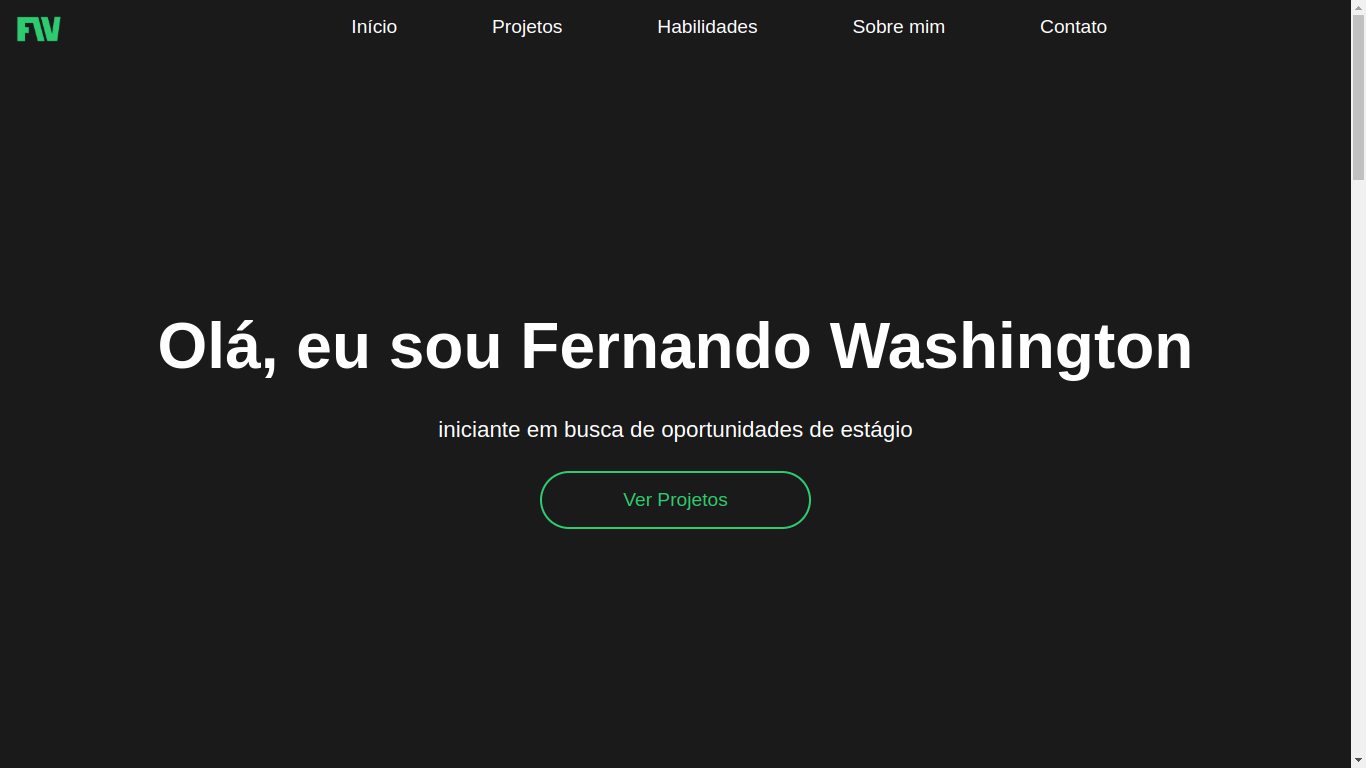 FW
Início Projetos Habilidades Sobre mim Contato
Olá, eu sou Fernando Washington
iniciante em busca de oportunidades de estágio
Ver Projetos